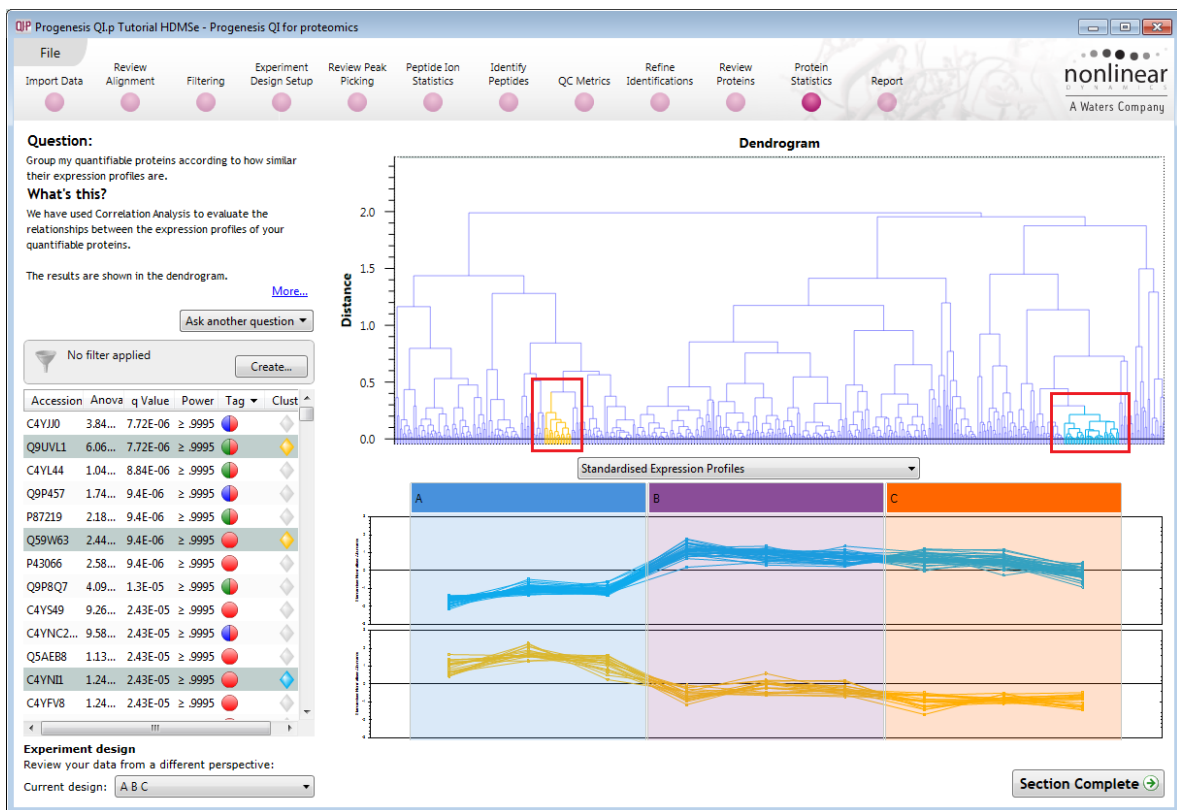 QIP Progenesis QI.p Tutorial HDMSe - Progenesis QI for proteomics
File
Import Data
Review Alignment
Filtering
Experiment Design Setup
Review Peak Picking
Peptide Ion Statistics
Identify Peptides
QC Metrics
Refine Identifications
Review Proteins
Protein Statistics
Report
nonlinear
DYNAMICS
A Waters Company
Question:
Group my quantifiable proteins according to how similar
their expression profiles are.
What's this?
We have used Correlation Analysis to evaluate the
relationships between the expression profiles of your
quantifiable proteins.
The results are shown in the dendrogram.
More...
Ask another question
No filter applied
Create...
Accession Anova q Value Power Tag Clust
C4YJJ0 3.84... 7.72E-06 ≥ .9995
Q9UVL1 6.06... 7.72E-06 ≥ .9995
C4YL44 1.04... 8.84E-06 ≥ .9995
Q9P457 1.74... 9.4E-06 ≥ .9995
P87219 2.18... 9.4E-06 ≥ .9995
Q59W63 2.44... 9.4E-06 ≥ .9995
P43066 2.58... 9.4E-06 ≥ .9995
Q9P8Q7 4.09... 1.3E-05 ≥ .9995
C4YS49 9.26... 2.43E-05 ≥ .9995
C4YNC2... 9.58... 2.43E-05 ≥ .9995
Q5AEB8 1.13... 2.43E-05 ≥ .9995
C4YNI1 1.24... 2.43E-05 ≥ .9995
C4YFV8 1.24... 2.43E-05 ≥ .9995
Experiment design
Review your data from a different perspective:
Current design: A B C
Dendrogram
Distance
2.0
1.5
1.0
0.5
0.0
Standardised Expression Profiles
A
B
C
Section Complete